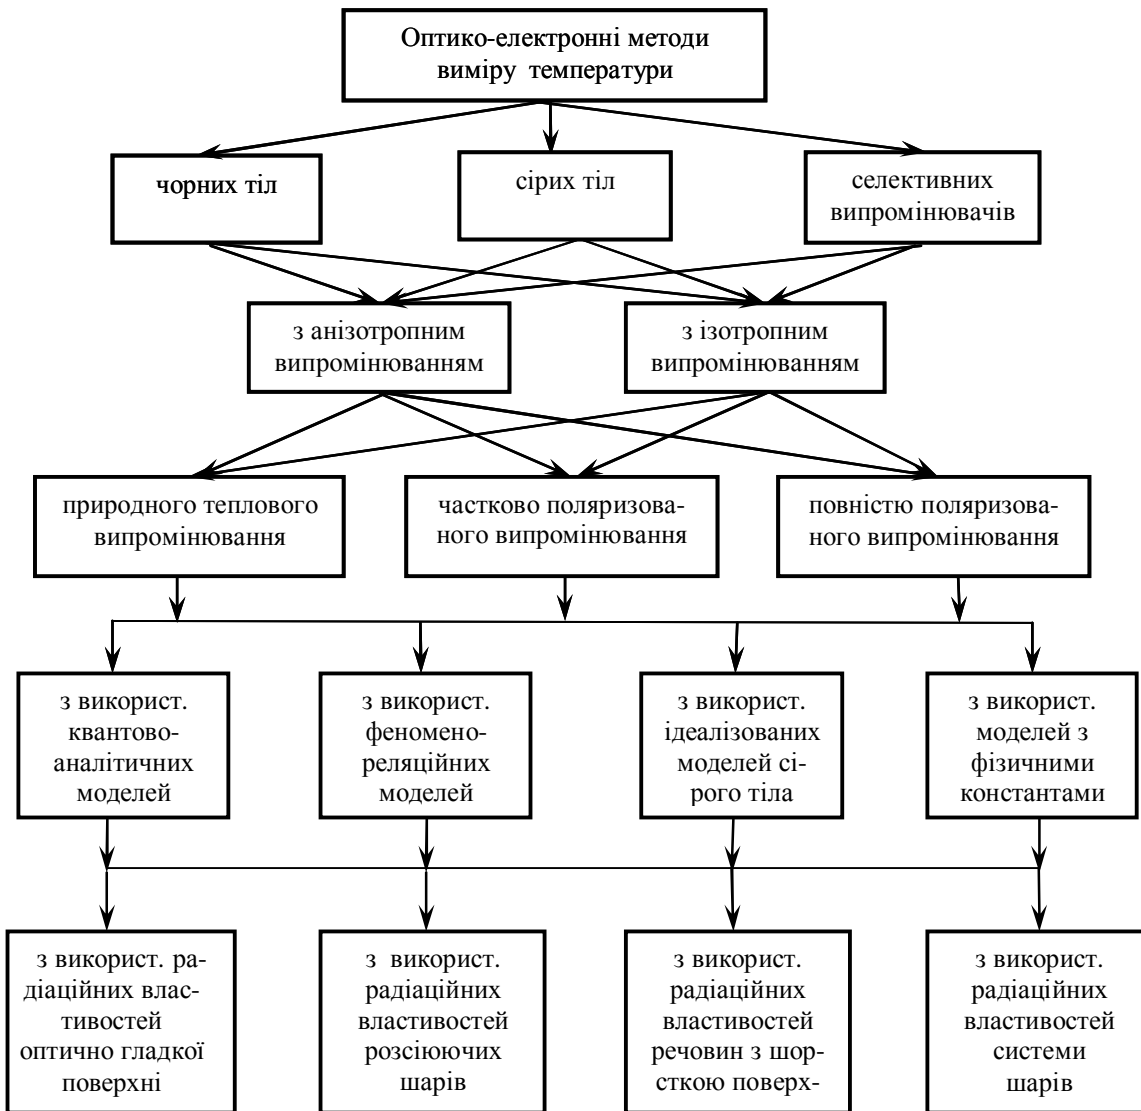 Оптико-електронні методи
виміру температури
чорних тіл
сірих тіл
селективних
випромінювачів
з анізотропним
випромінюванням
з ізотропним
випромінюванням
природного теплового
випромінювання
частково поляризова-
ного випромінювання
повністю поляризова-
ного випромінювання
з використ.
квантово-
аналітичних
моделей
з використ.
феномено-
реляційних
моделей
з використ.
ідеалізованих
моделей сі-
рого тіла
з використ.
моделей з
фізичними
константами
з використ. ра-
діаційних влас-
тивостей
оптично гладкої
поверхні
з використ.
радіаційних
властивостей
розсіюючих
шарів
з використ.
радіаційних
властивостей
речовин з шор-
сткою поверх-
з використ.
радіаційних
властивостей
системи
шарів